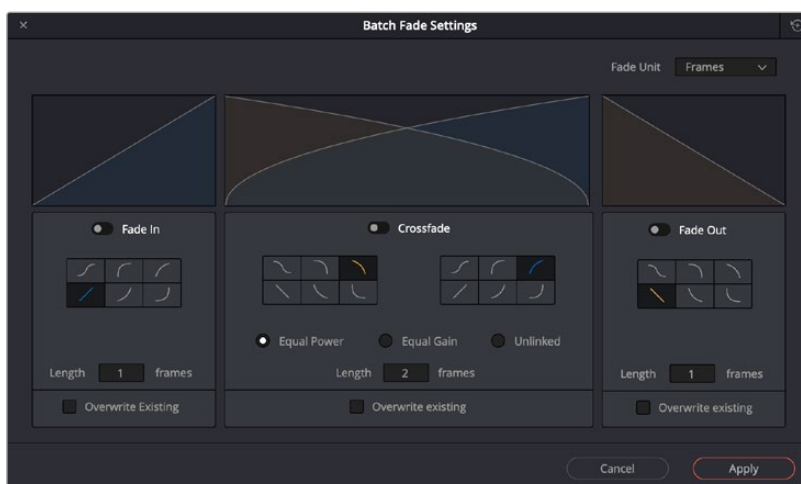 Batch Fade Settings
Fade Unit Frames
Fade In
Crossfade
Fade Out
Equal Power Equal Gain Unlinked
Length 1 frames
Length 2 frames
Length 1 frames
Overwrite Existing
Overwrite existing
Overwrite existing
Cancel Apply